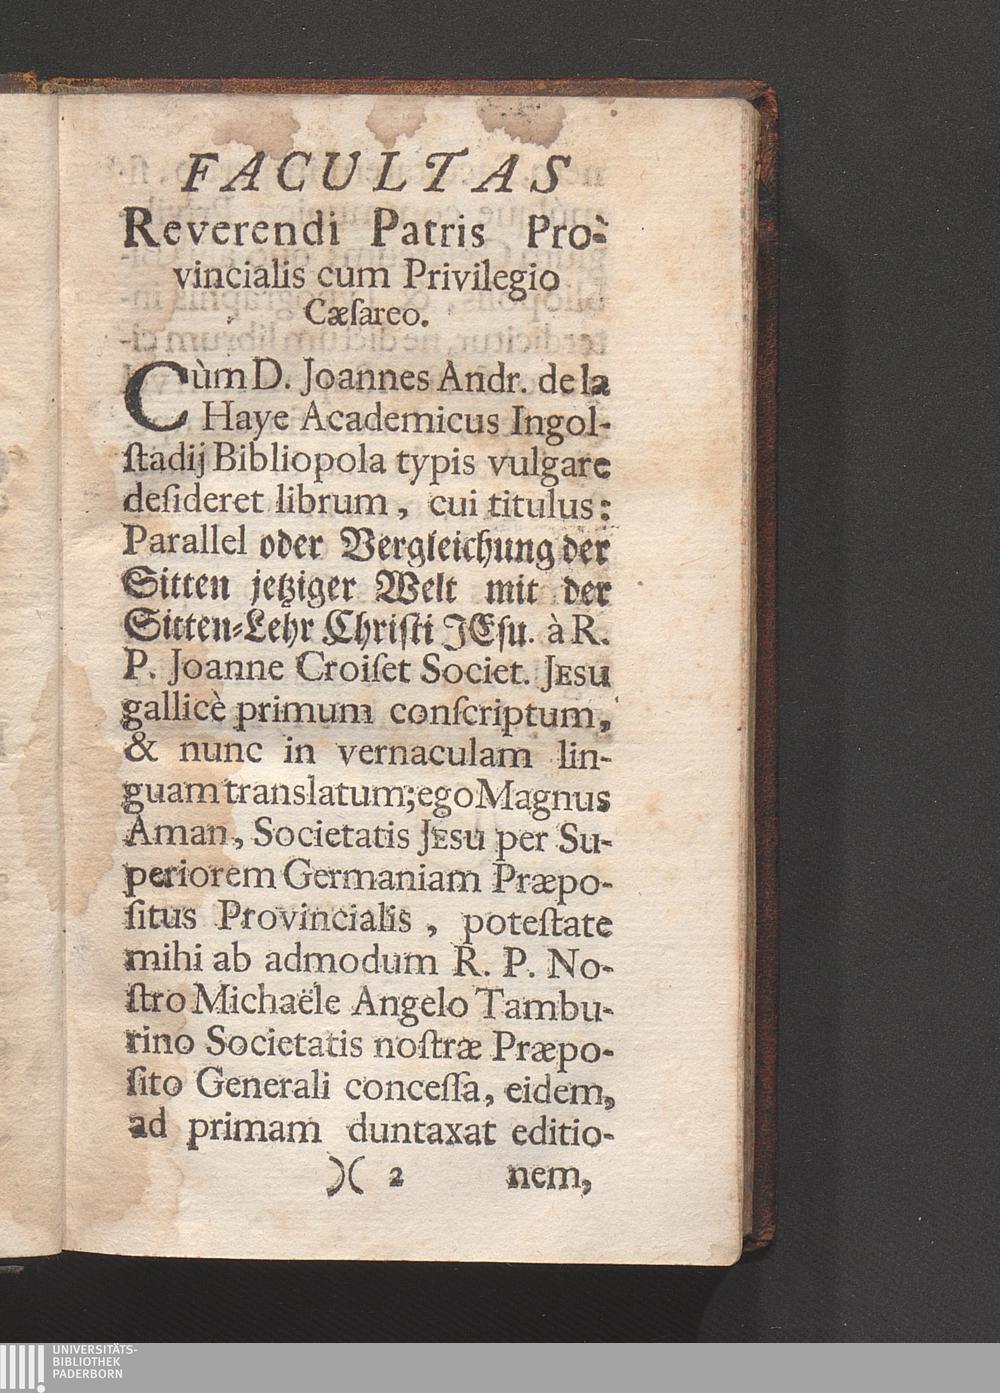 FACULTAS
Reverendi Patris Pro-
vincialis cum Privilegio
Cæſareo.
Cùm D. Joannes Andr. de la
Haye Academicus Ingol-
ſtadij Bibliopola typis vulgare
deſideret librum, cui titulus:
Parallel oder Vergleichung der
Sitten jetziger Welt mit der
Sitten-Lehr Chriſti JEſu. à R.
P. Joanne Croiſet Societ. JESU
gallicè primum conſcriptum,
& nunc in vernaculam lin-
guam translatum; ego Magnus
Aman, Societatis JESU per Su-
periorem Germaniam Præpo-
ſitus Provincialis, poteſtate
mihi ab admodum R. P. No-
ſtro Michaële Angelo Tambu-
rino Societatis noſtræ Præpo-
ſito Generali conceſſa, eidem,
ad primam duntaxat editio-
)( 2 nem,
UNIVERSITÄTS-
BIBLIOTHEK
PADERBORN